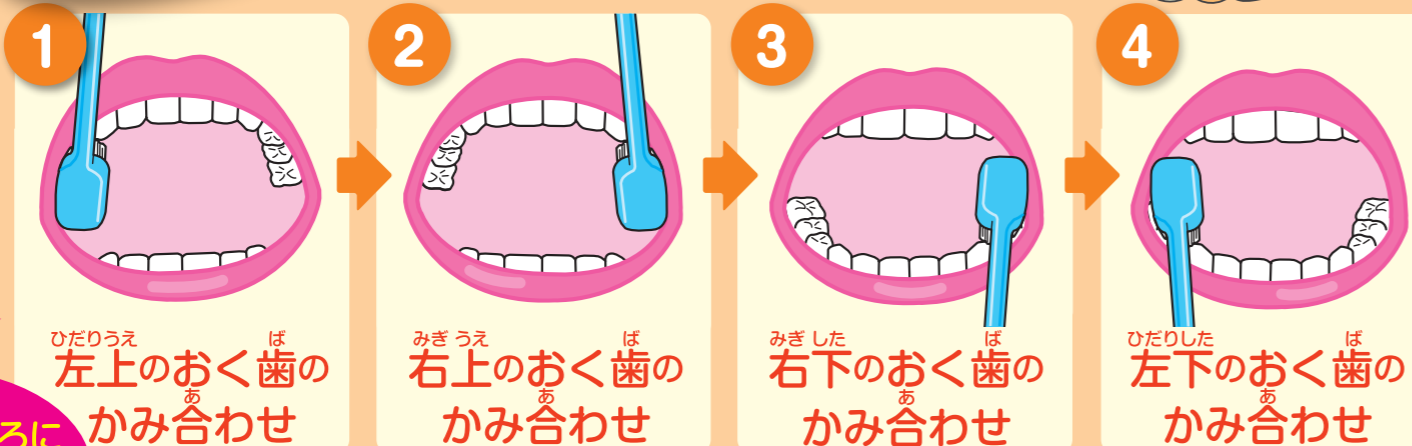 1
2
3
4
ひだりうえ ば
左上のおく歯の
あ
かみ合わせ
みぎ うえ ば
右上のおく歯の
あ
かみ合わせ
みぎ した ば
右下のおく歯の
あ
かみ合わせ
ひだりした ば
左下のおく歯の
あ
かみ合わせ
ろに